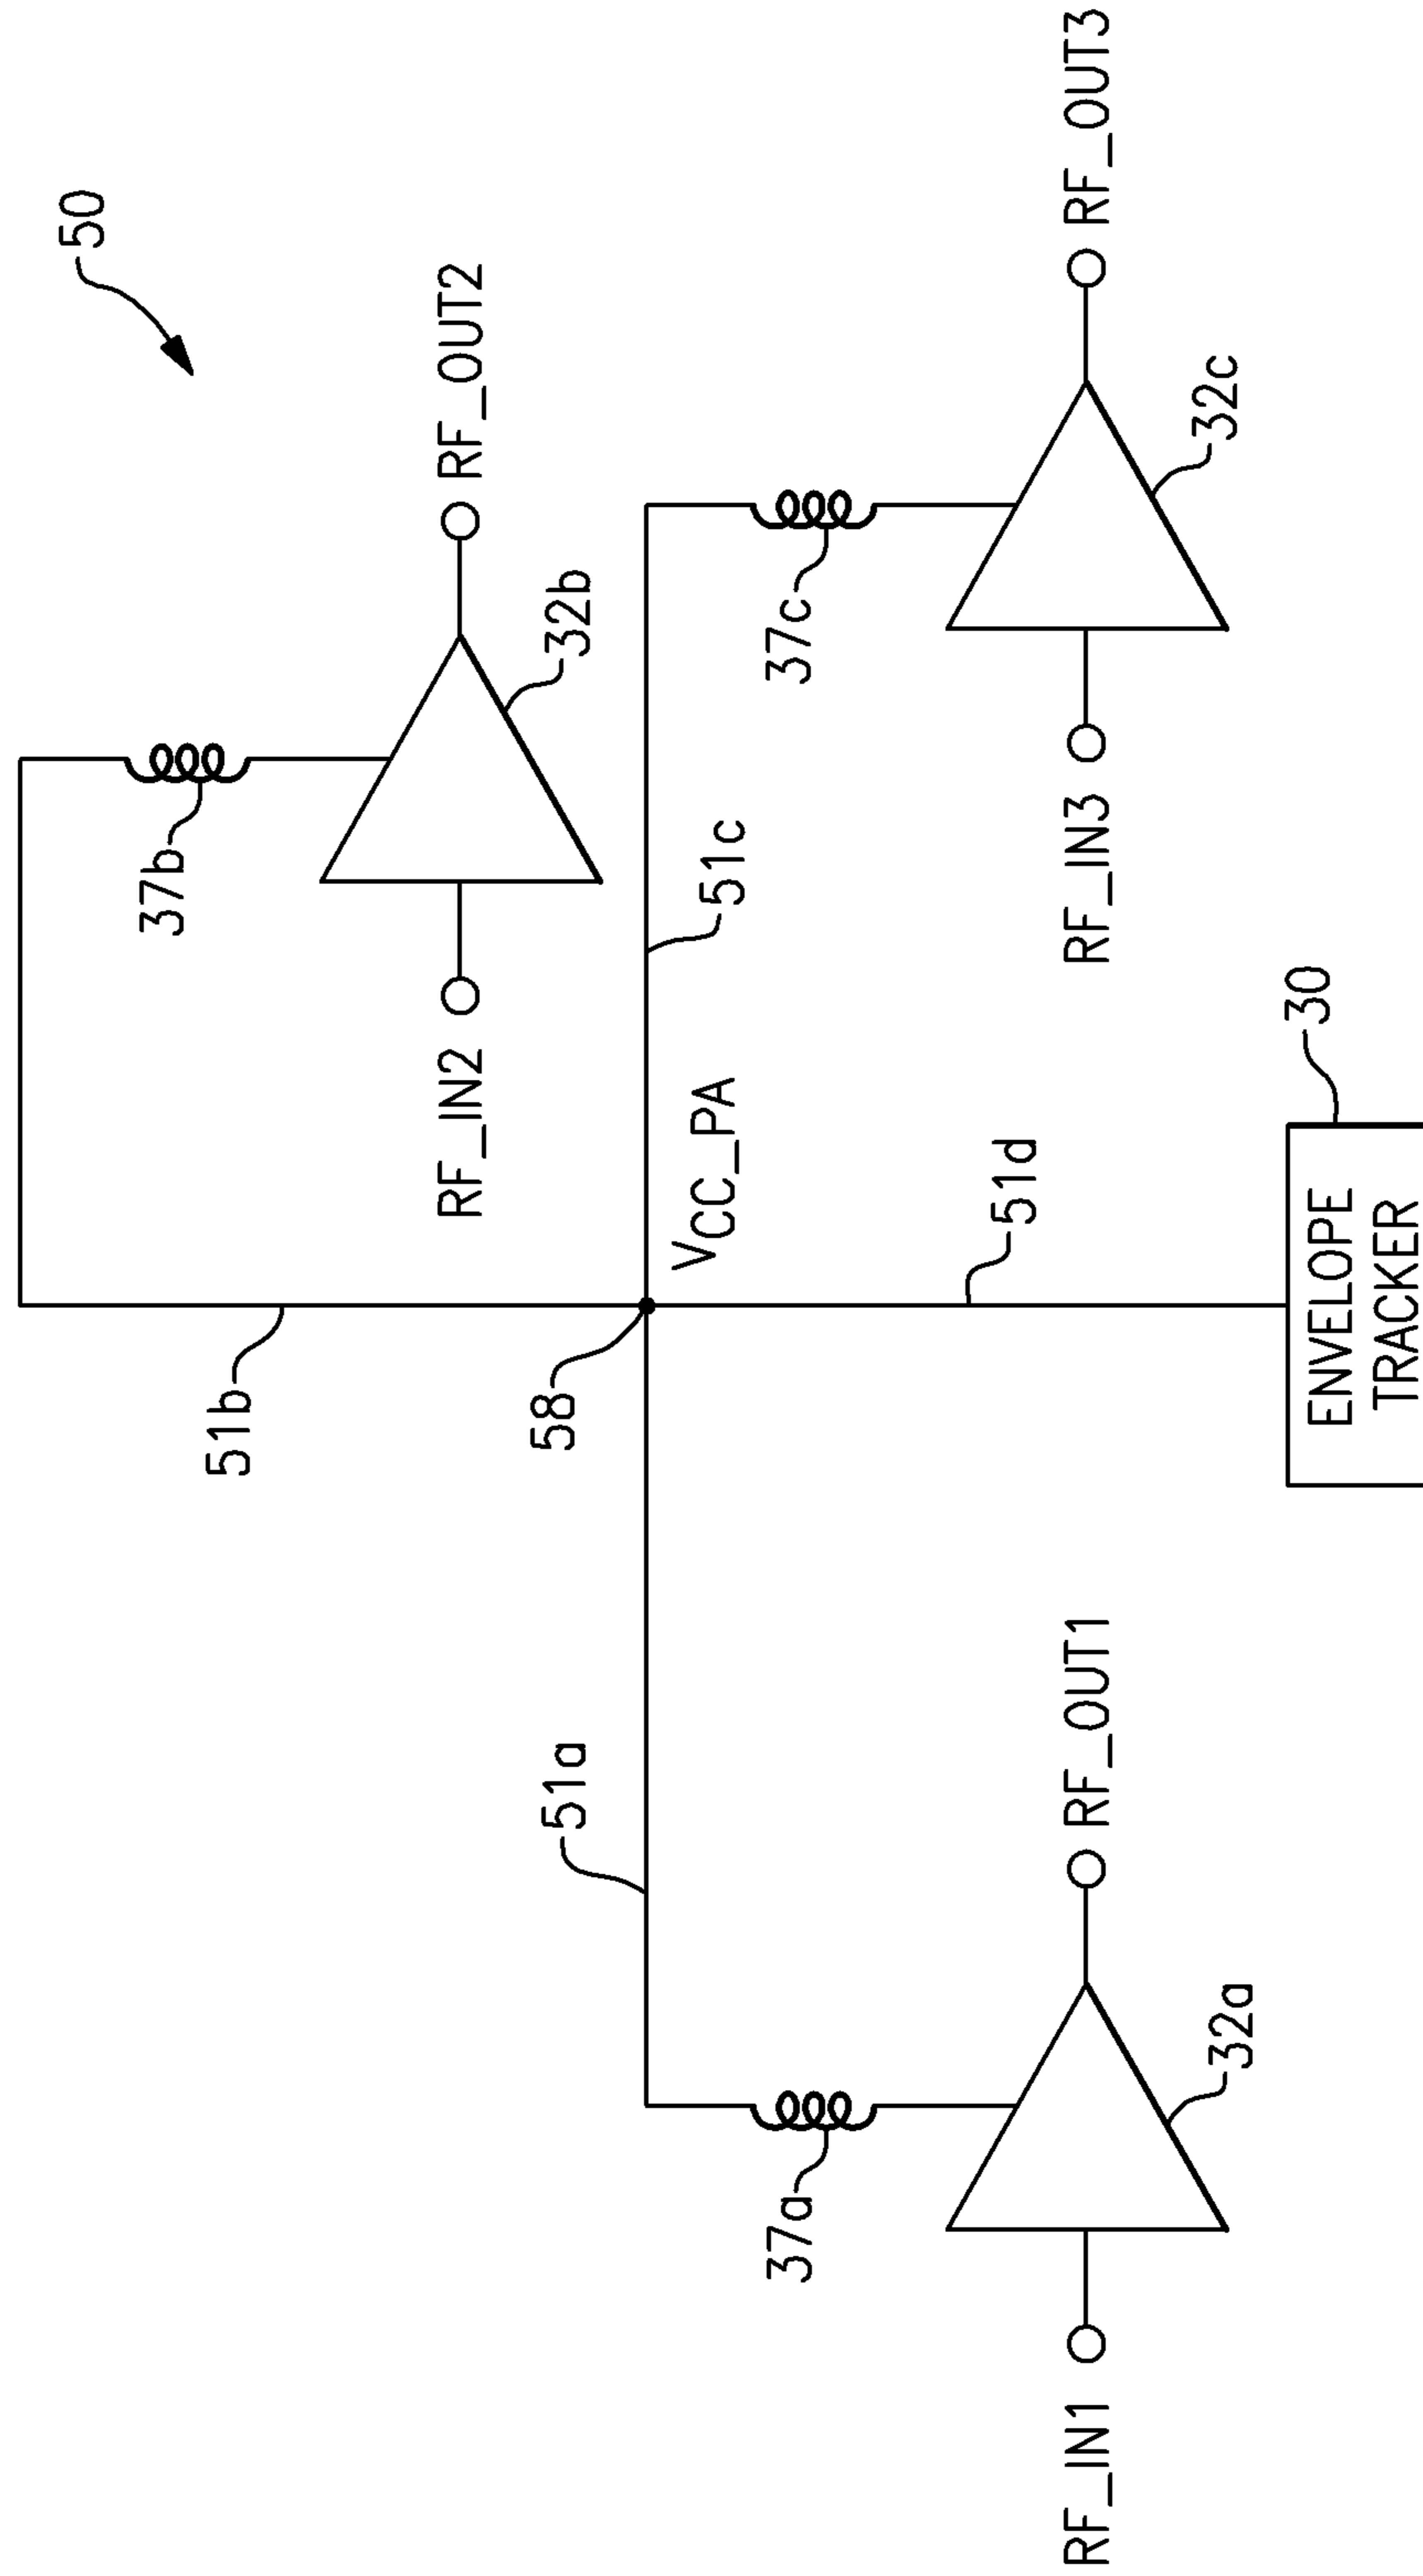 50
37b
51b
RF_IN2
RF_OUT2
51a
58
32b
VCC_PA
51c
37a
37c
51d
RF_IN1
RF_OUT1
RF_IN3
RF_OUT3
32a
32c
30
ENVELOPE
TRACKER